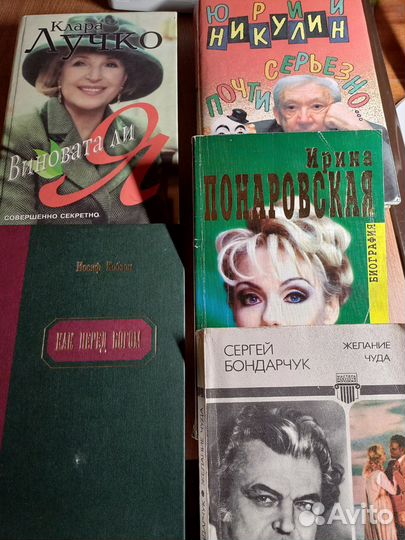 Клара
Лучко
Виновата ли
Я
СОВЕРШЕННО СЕКРЕТНО
ЮРИЙ
НИКУЛИН
ПОЧТИ
СЕРЬЕЗНО...
Ирина
ПОНАРОВСКАЯ
БИОГРАФИЯ
Иосиф Кобзон
КАК ПЕРЕД БОГОМ
СЕРГЕЙ
БОНДАРЧУК
ЖЕЛАНИЕ
ЧУДА
Avito